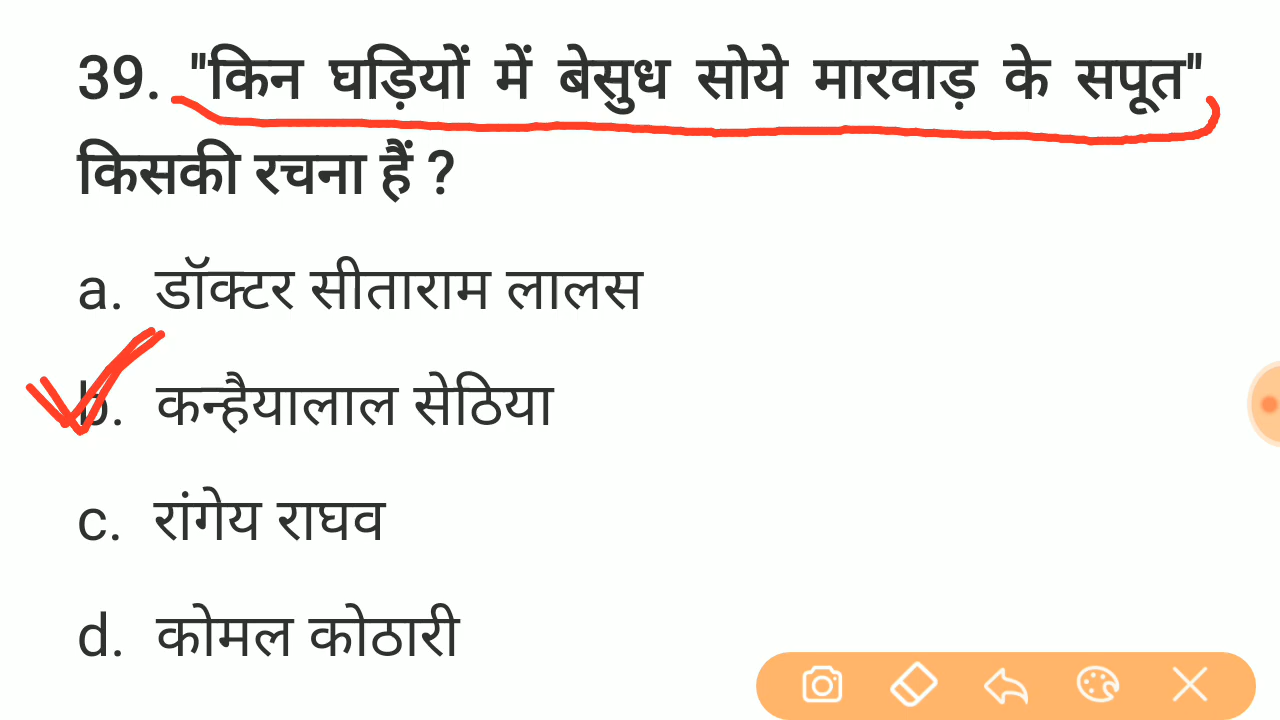 39. "किन घड़ियों में बेसुध सोये मारवाड़ के सपूत"
किसकी रचना हैं ?
a. डॉक्टर सीताराम लालस
b. कन्हैयालाल सेठिया
c. रांगेय राघव
d. कोमल कोठारी